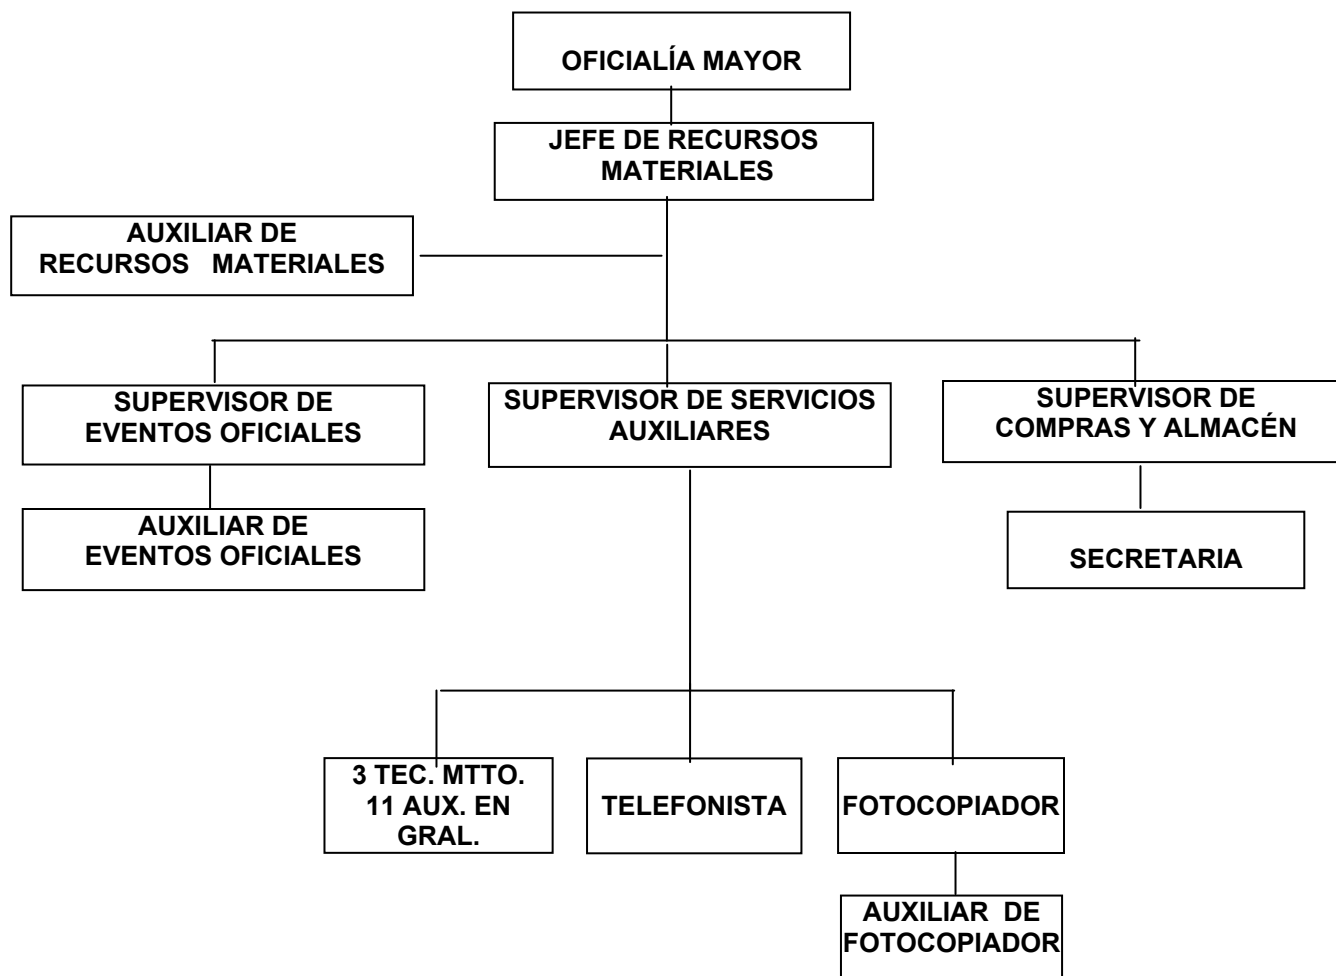 OFICIALÍA MAYOR
JEFE DE RECURSOS
MATERIALES
AUXILIAR DE
RECURSOS MATERIALES
SUPERVISOR DE
EVENTOS OFICIALES
SUPERVISOR DE SERVICIOS
AUXILIARES
SUPERVISOR DE
COMPRAS Y ALMACÉN
AUXILIAR DE
EVENTOS OFICIALES
SECRETARIA
3 TEC. MTTO.
11 AUX. EN
GRAL.
TELEFONISTA
FOTOCOPIADOR
AUXILIAR DE
FOTOCOPIADOR